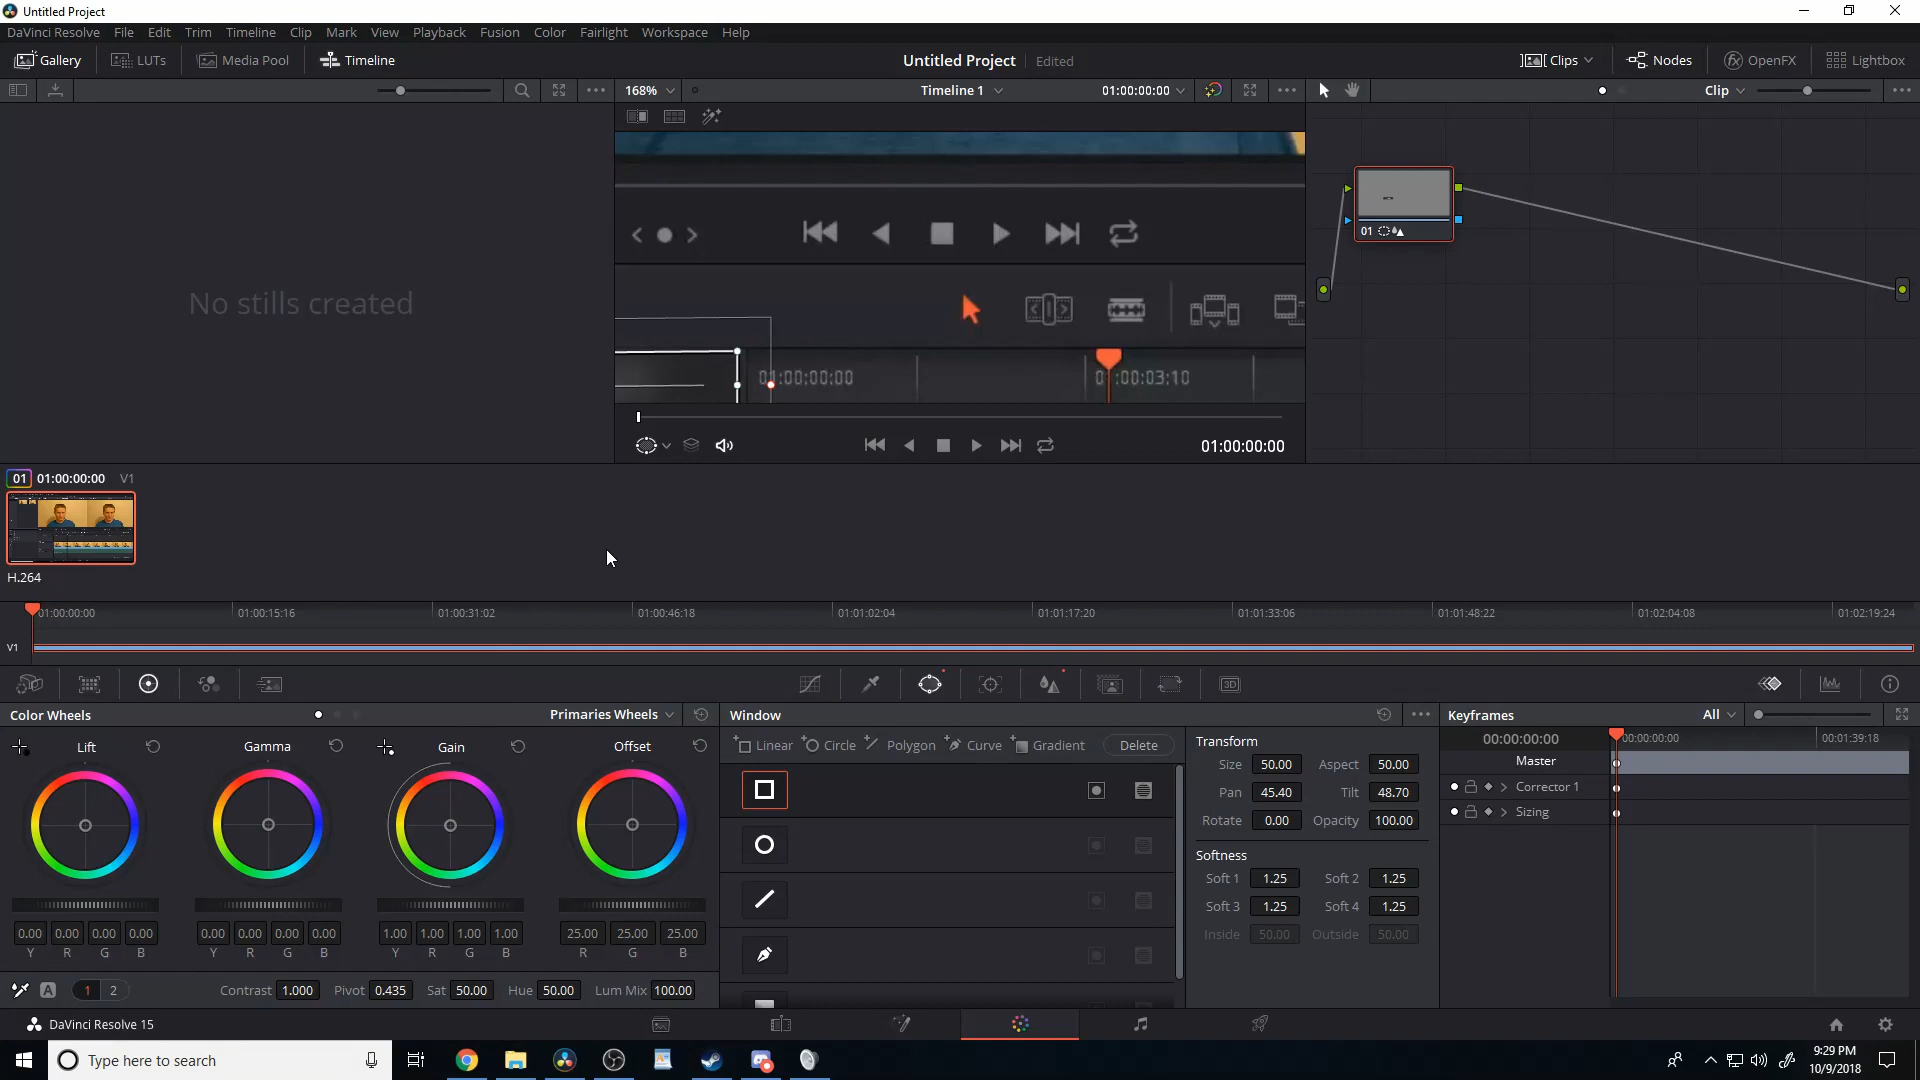 Untitled Project
DaVinci Resolve File Edit Trim Timeline Clip Mark View Playback Fusion Color Fairlight Workspace Help
Gallery LUTs Media Pool Timeline Untitled Project Edited Clips Nodes OpenFX Lightbox
168% Timeline 1 01:00:00:00 Clip
No stills created
01
01:00:00:00 :00:03:10
01:00:00:00
01 01:00:00:00 V1
H.264
01:00:00:00 01:00:15:16 01:00:31:02 01:00:46:18 01:01:02:04 01:01:17:20 01:01:33:06 01:01:48:22 01:02:04:08 01:02:19:24
V1
3D
Color Wheels Primaries Wheels Window Keyframes All
Lift Gamma Gain Offset
Linear Circle Polygon Curve Gradient Delete
Transform
Size 50.00 Aspect 50.00
Pan 45.40 Tilt 48.70
Rotate 0.00 Opacity 100.00
Softness
Soft 1 1.25 Soft 2 1.25
Soft 3 1.25 Soft 4 1.25
Inside 50.00 Outside 50.00
00:00:00:00 00:00:00:00 00:01:39:18
Master
Corrector 1
Sizing
0.00 0.00 0.00 0.00 0.00 0.00 0.00 0.00 1.00 1.00 1.00 1.00 25.00 25.00 25.00
Y R G B Y R G B Y R G B R G B
A 1 2 Contrast 1.000 Pivot 0.435 Sat 50.00 Hue 50.00 Lum Mix 100.00
DaVinci Resolve 15
Type here to search
9:29 PM
10/9/2018